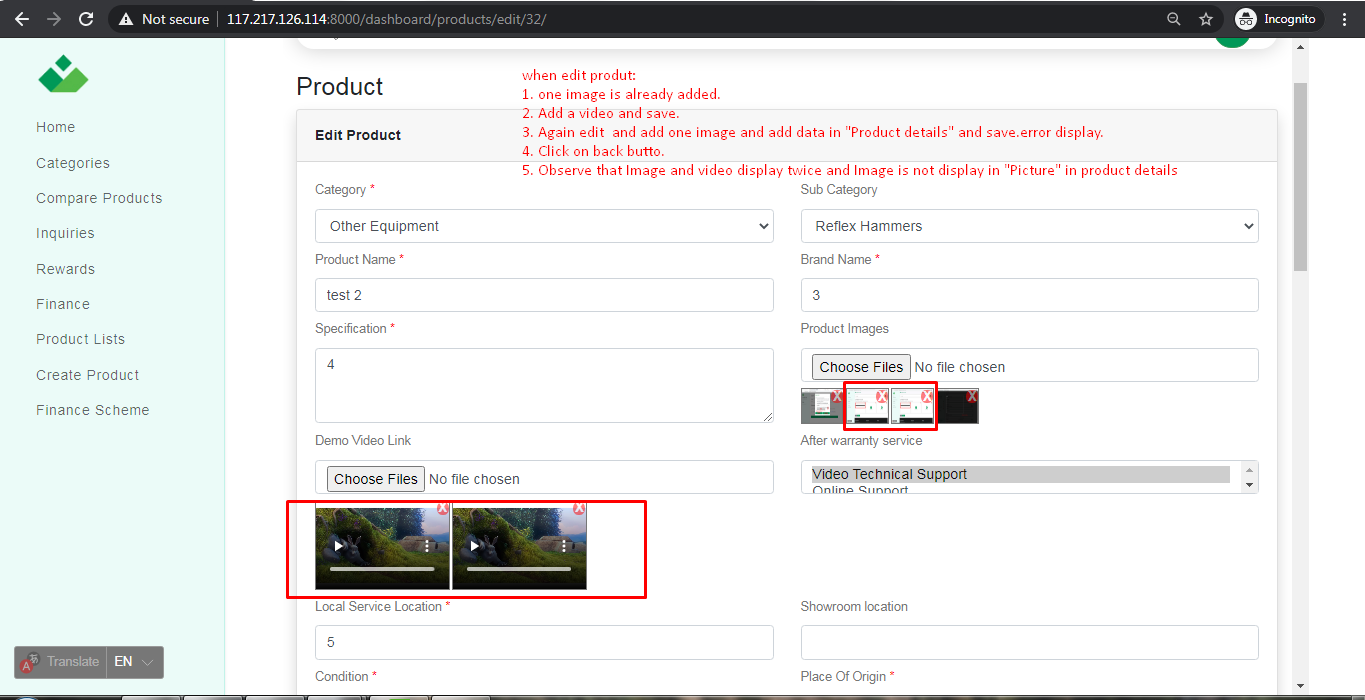 Not secure
117.217.126.114:8000/dashboard/products/edit/32/
Incognito
Home
Categories
Compare Products
Inquiries
Rewards
Finance
Product Lists
Create Product
Finance Scheme
Translate
EN
Product
when edit produt:
1. one image is already added.
2. Add a video and save.
3. Again edit and add one image and add data in "Product details" and save.error display.
4. Click on back butto.
5. Observe that Image and video display twice and Image is not display in "Picture" in product details
Edit Product
Category *
Sub Category
Other Equipment
Reflex Hammers
Product Name *
Brand Name *
test 2
3
Specification *
Product Images
4
Choose Files No file chosen
X X X X
Demo Video Link
After warranty service
Choose Files No file chosen
Video Technical Support
Online Support
X X
Local Service Location *
Showroom location
5
Condition *
Place Of Origin *